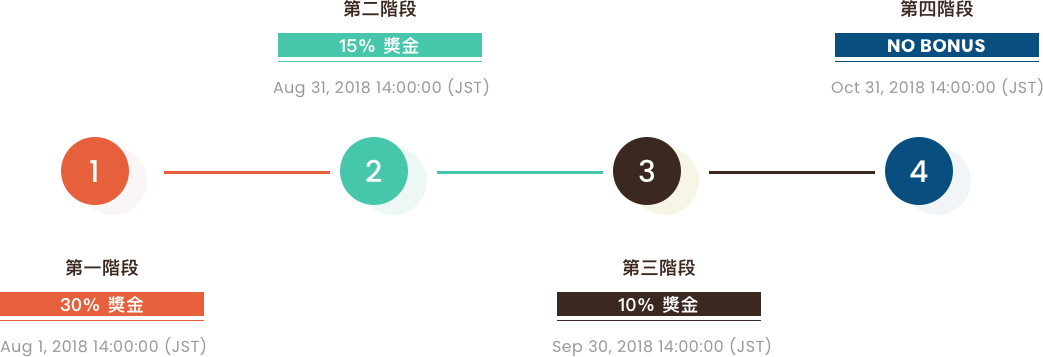 第二階段
15% 獎金
Aug 31, 2018 14:00:00 (JST)
第四階段
NO BONUS
Oct 31, 2018 14:00:00 (JST)
1
2
3
4
第一階段
30% 獎金
Aug 1, 2018 14:00:00 (JST)
第三階段
10% 獎金
Sep 30, 2018 14:00:00 (JST)